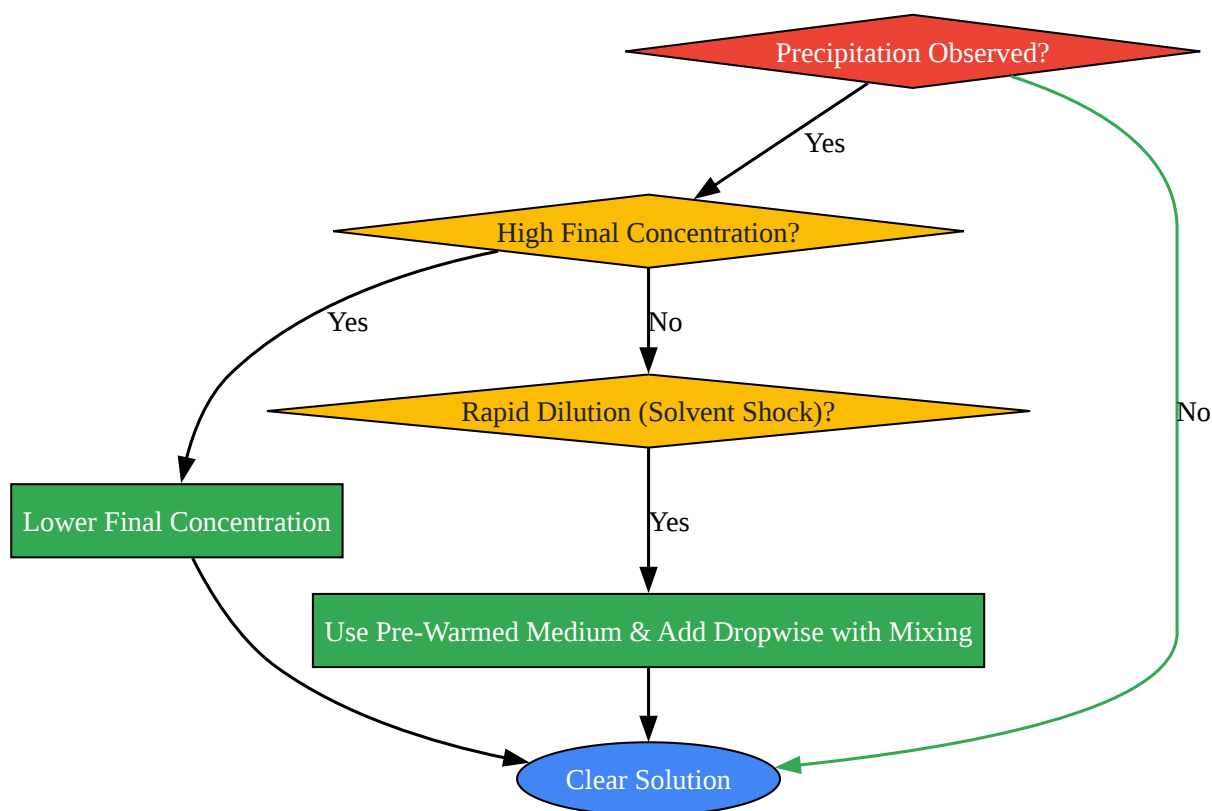 Precipitation Observed?
Yes
High Final Concentration?
Yes
No
Rapid Dilution (Solvent Shock)?
No
Lower Final Concentration
Yes
Use Pre-Warmed Medium & Add Dropwise with Mixing
Clear Solution